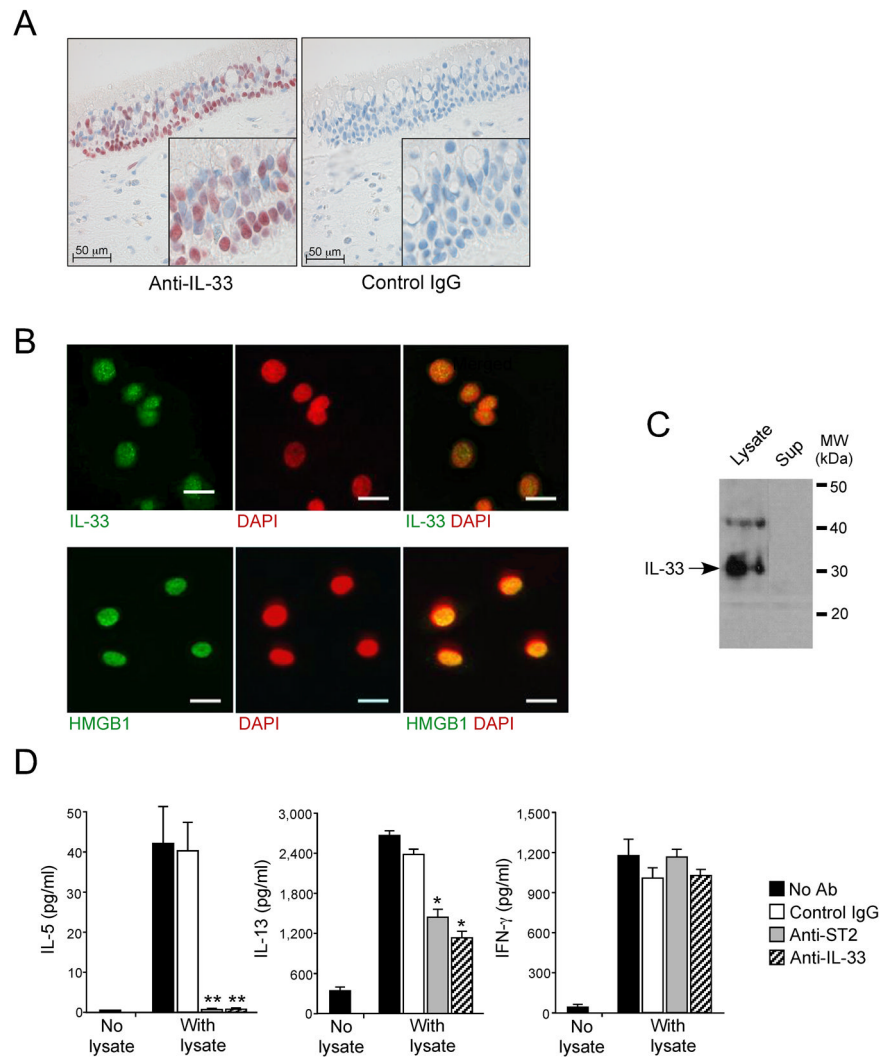 A
50 μm
50 μm
Anti-IL-33
Control IgG
B
IL-33
DAPI
IL-33 DAPI
HMGB1
DAPI
HMGB1 DAPI
C
Lysate
Sup
MW
(kDa)
50
40
IL-33
30
20
D
IL-5 (pg/ml)
50
40
30
20
10
0
** **
No
lysate
With
lysate
IL-13 (pg/ml)
3,000
2,400
1,800
1,200
600
0
*
*
No
lysate
With
lysate
IFN-γ (pg/ml)
1,500
1,200
900
600
300
0
No
lysate
With
lysate
No Ab
Control IgG
Anti-ST2
Anti-IL-33